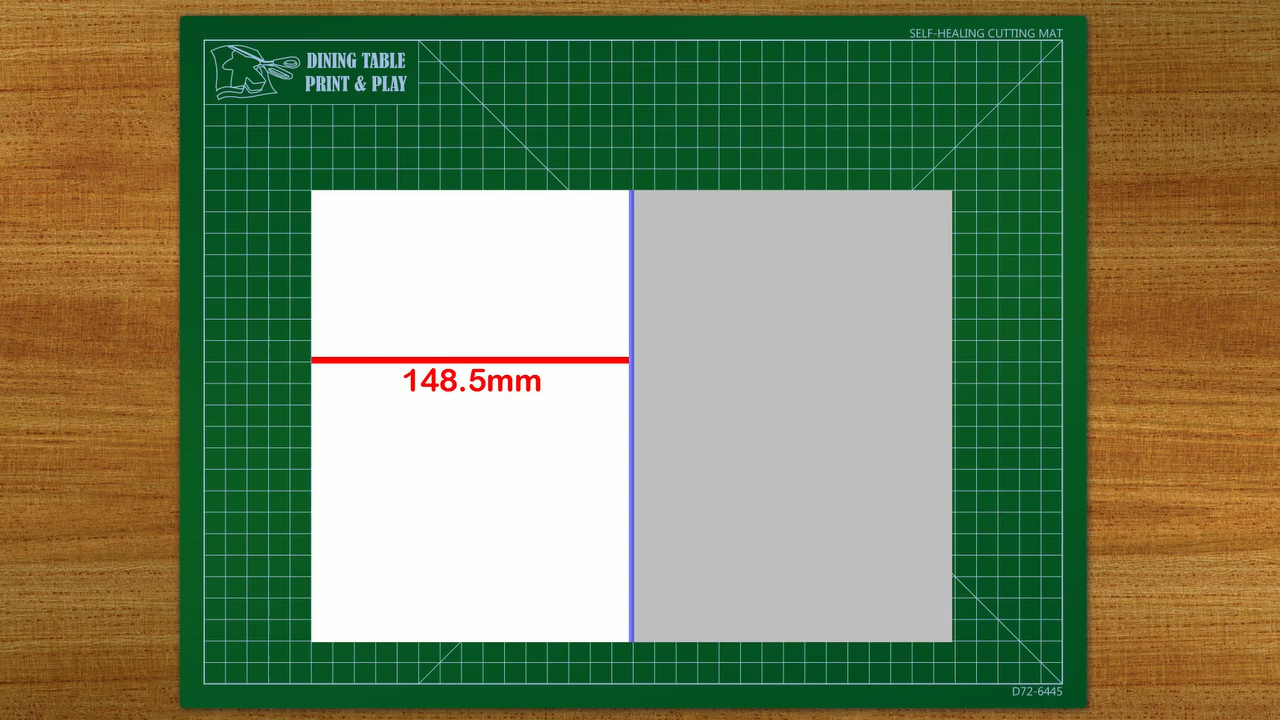 SELF-HEALING CUTTING MAT
DINING TABLE
PRINT & PLAY
148.5mm
D72-6445